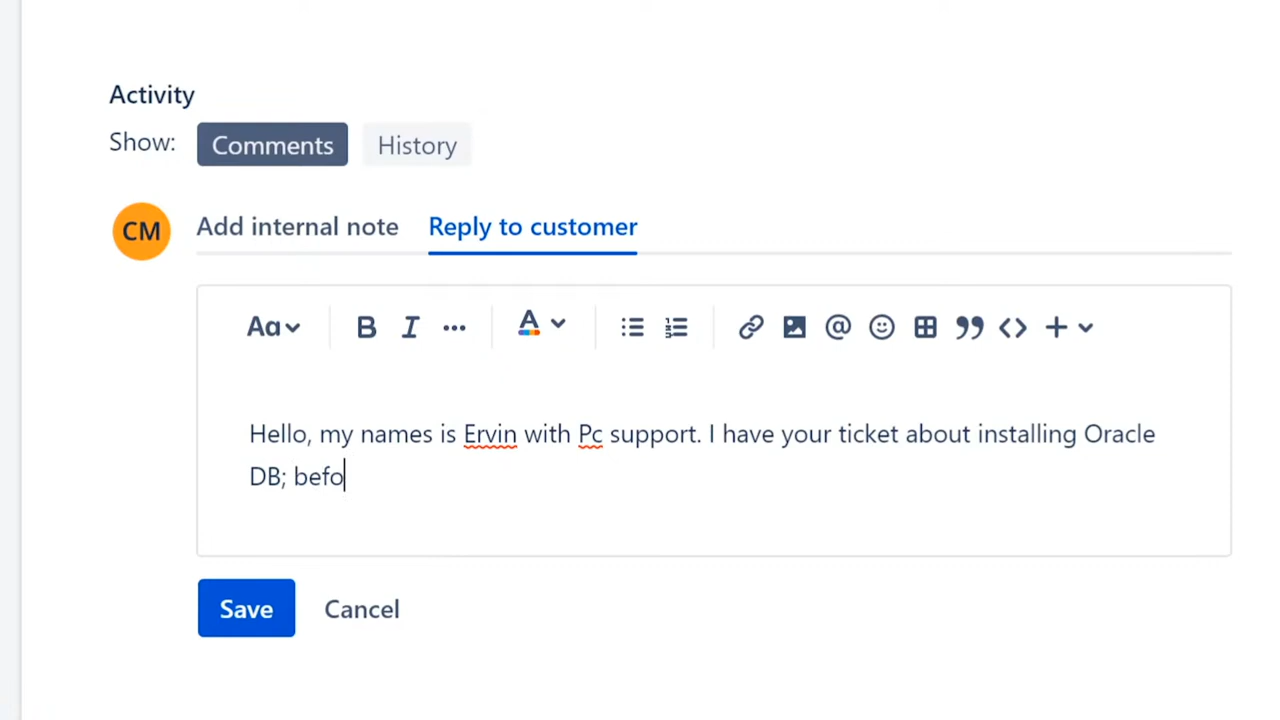 Activity
Show: Comments History
CM Add internal note Reply to customer
Aa B I ... A @ + 
Hello, my names is Ervin with Pc support. I have your ticket about installing Oracle
DB; befo
Save Cancel